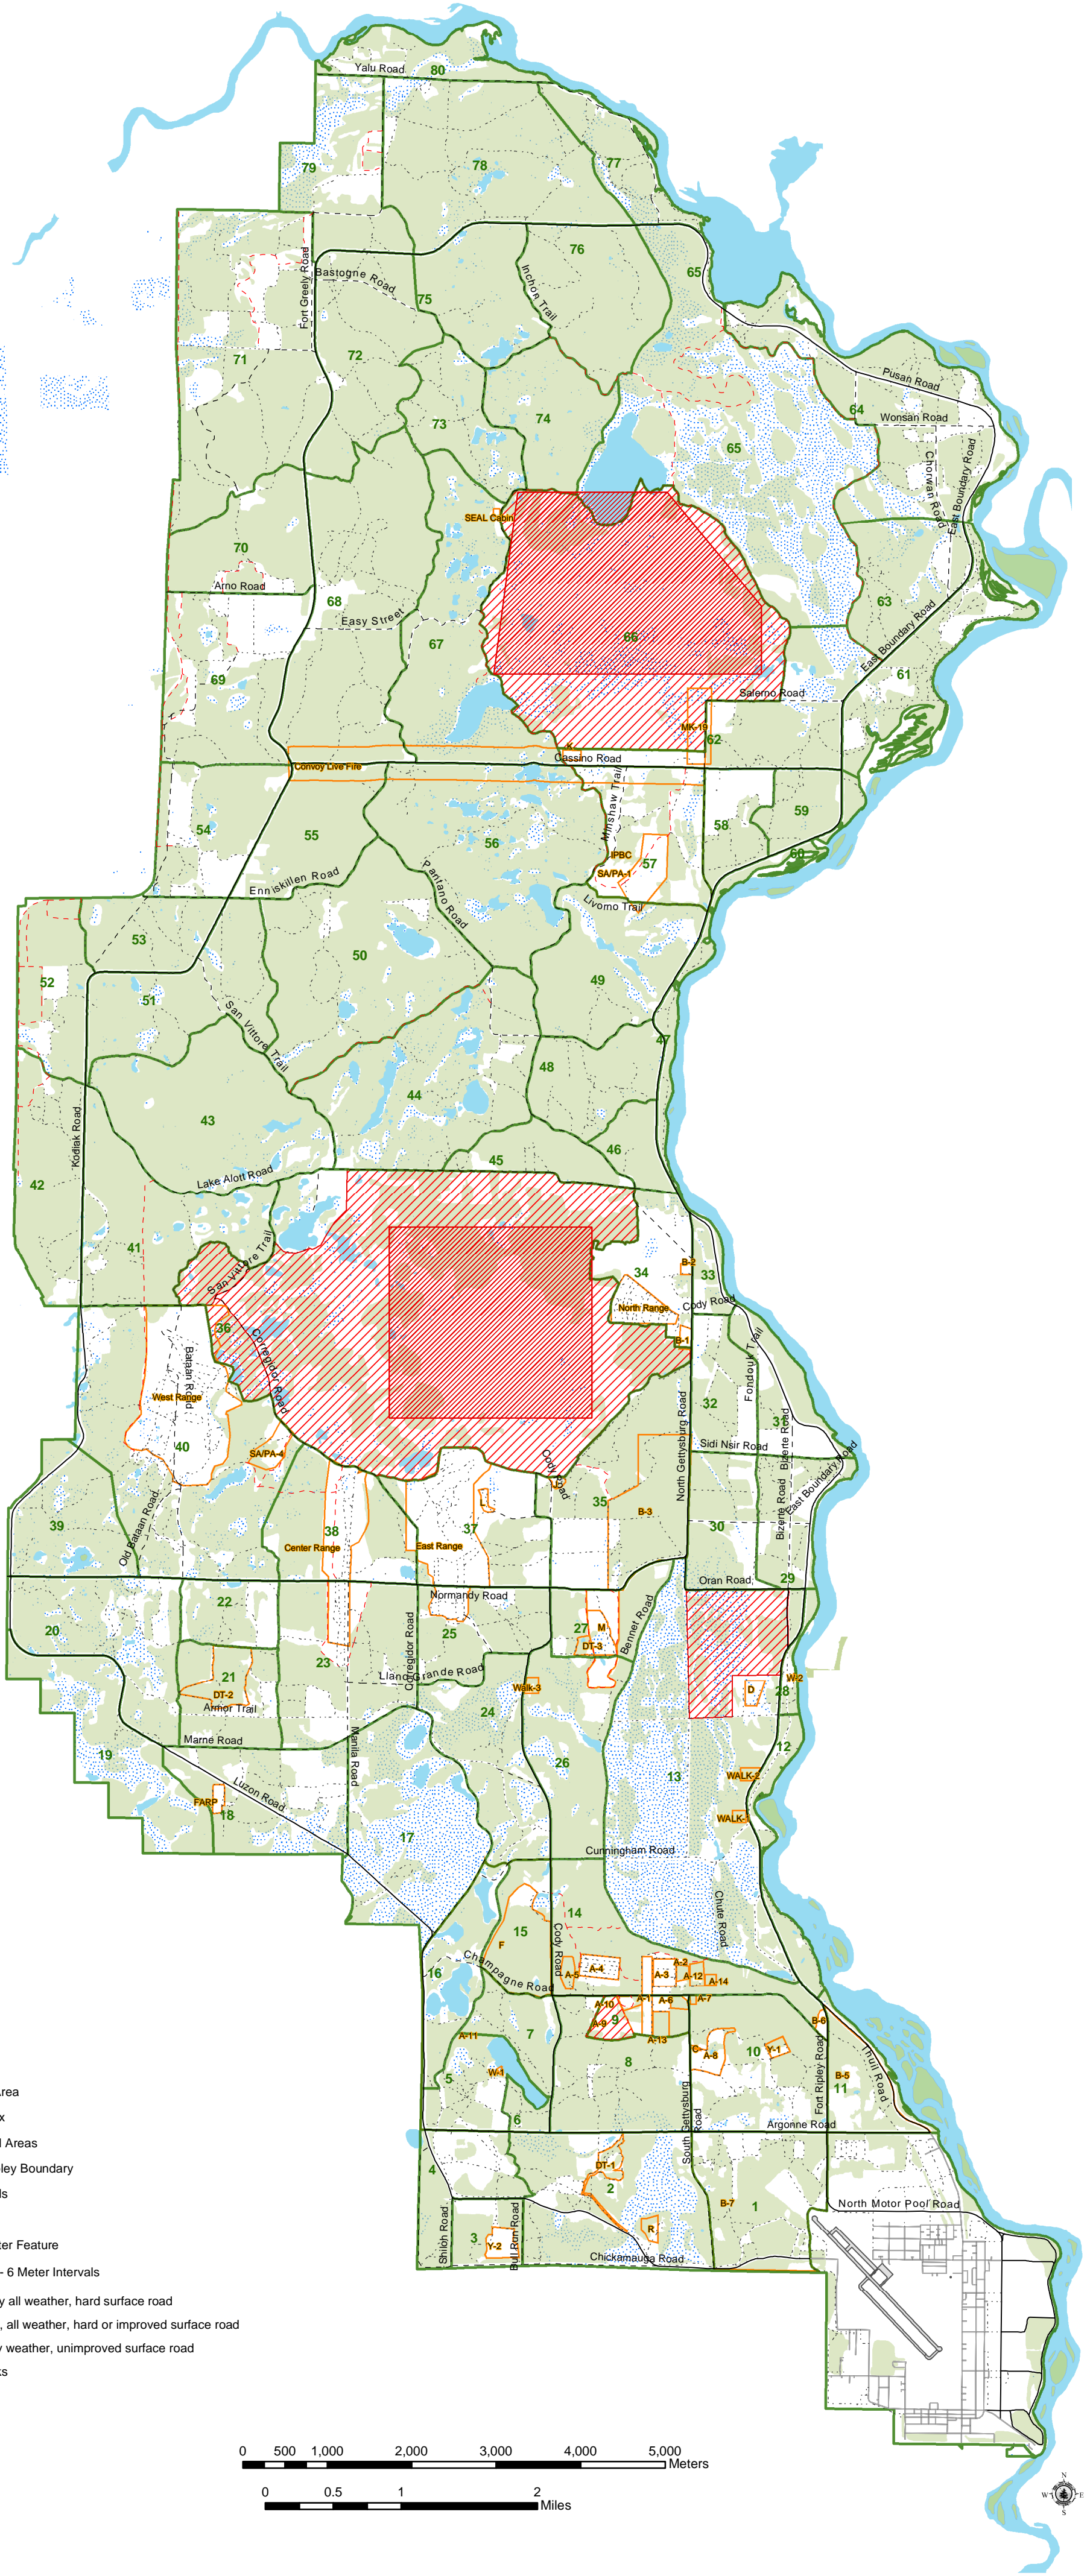 Yalu Road
80
79
78
77
76
65
Fort Greely Road
Bastogne Road
Inchon Trail
75
71
72
Pusan Road
64
Wonsan Road
73
74
65
Chorwan Road
East Boundary Road
SEAL Cabin
70
Arno Road
68
63
Easy Street
66
67
East Boundary Road
61
69
Salerno Road
MK-19
62
K
Cassino Road
Convoy Live Fire
Minshaw Trail
54
55
56
58
59
60
IPBC
57
SA/PA-1
Enniskillen Road
Pantano Road
Livorno Trail
53
50
52
49
51
San Vittore Trail
47
48
44
43
Kodiak Road
46
45
Lake Alott Road
42
41
San Vittore Trail
B-2
34
33
North Range
Cody Road
36
B-1
Corregidor Road
Bataan Road
Fondouk Trail
West Range
32
31
North Gettysburg Road
Bizerte Road
40
SA/PA-4
Sidi Nsir Road
Cody Road
East Boundary Road
L
35
B-3
39
Old Bataan Road
38
37
30
Bizerte Road
Center Range
East Range
Oran Road
29
Normandy Road
22
20
25
27
M
Bennet Road
DT-3
23
Corregidor Road
Llano Grande Road
21
DT-2
Walk-3
W-2
D
28
Armor Trail
24
Marne Road
19
Manila Road
12
26
13
WALK-2
Luzon Road
FARP
18
WALK-1
17
Cunningham Road
Chute Road
14
15
F
Cody Road
Champagne Road
16
A-5
A-4
A-2
A-3
A-12
A-14
A-10
A-1
A-6
A-7
A-9
9
A-11
7
A-13
B-6
C
A-8
10
Y-1
8
W-1
5
B-5
11
Fort Ripley Road
Thull Road
6
Argonne Road
South Gettysburg
Road
4
DT-1
2
B-7
1
North Motor Pool Road
Shiloh Road
3
Y-2
Bull Run Road
R
Chickamauga Road
rea
x
l Areas
ley Boundary
ds
ter Feature
- 6 Meter Intervals
y all weather, hard surface road
, all weather, hard or improved surface road
y weather, unimproved surface road
ks
0 500 1,000 2,000 3,000 4,000 5,000
Meters
0 0.5 1 2
Miles
N
W E
S